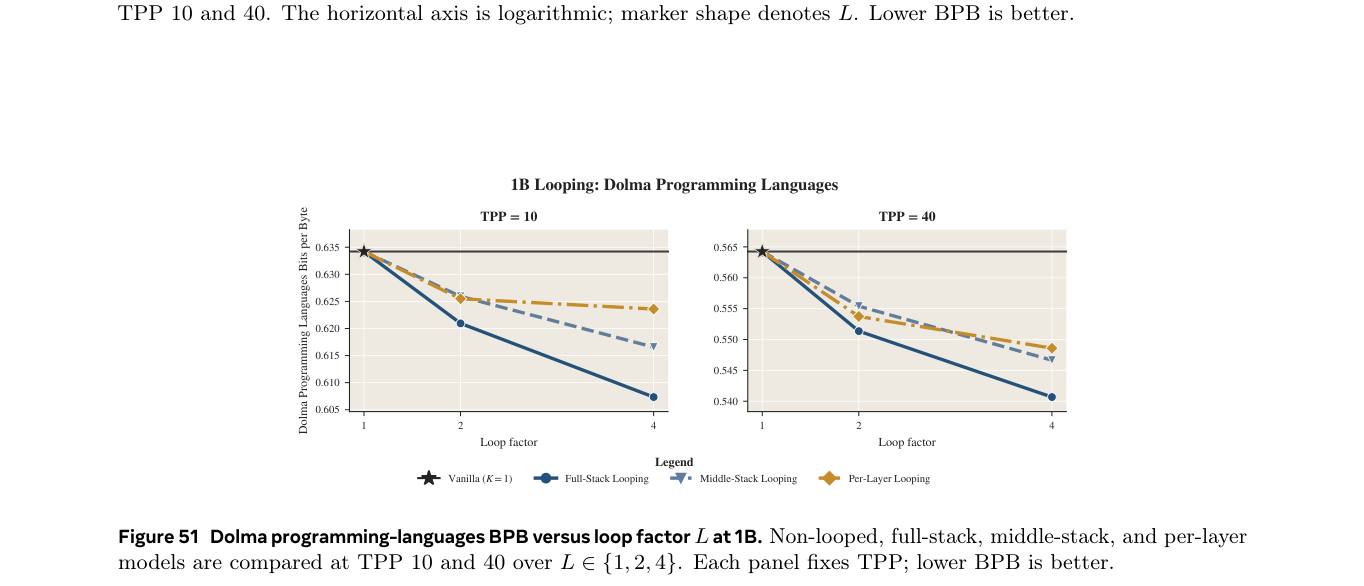 TPP 10 and 40. The horizontal axis is logarithmic; marker shape denotes L. Lower BPB is better.
1B Looping: Dolma Programming Languages
Dolma Programming Languages Bits per Byte
TPP = 10
0.635
0.630
0.625
0.620
0.615
0.610
0.605
1 2 4
Loop factor
TPP = 40
0.565
0.560
0.555
0.550
0.545
0.540
1 2 4
Loop factor
Legend
Vanilla (K = 1) Full-Stack Looping Middle-Stack Looping Per-Layer Looping
Figure 51 Dolma programming-languages BPB versus loop factor L at 1B. Non-looped, full-stack, middle-stack, and per-layer
models are compared at TPP 10 and 40 over L ∈ {1, 2, 4}. Each panel fixes TPP; lower BPB is better.